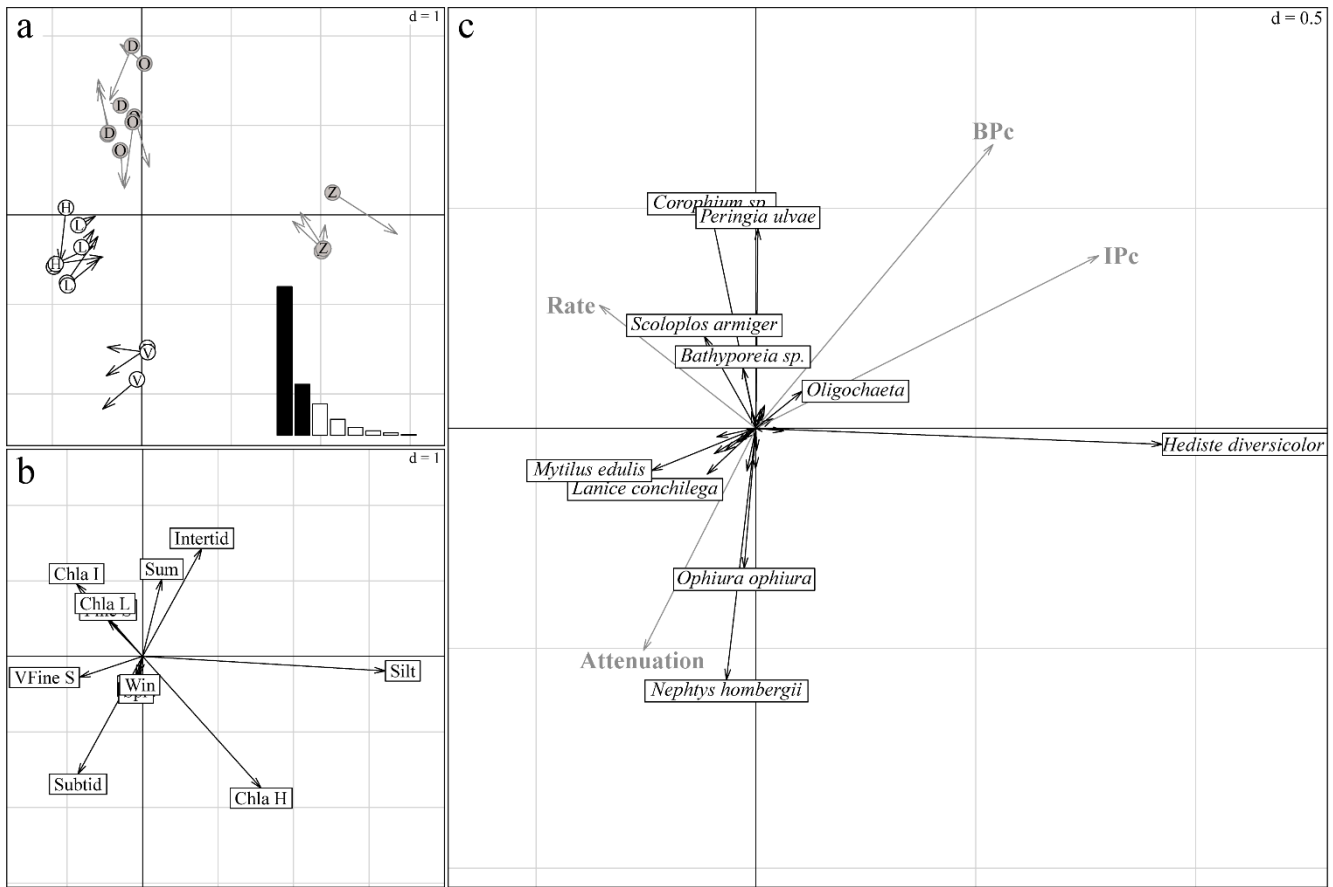 a
d = 1
D
O
D
O
D
O
Z
Z
H
L
L
H
L
V
V
b
d = 1
Intertid
Sum
Chla I
Chla L
Silt
VFine S
Win
Subtid
Chla H
c
d = 0.5
BPc
IPc
Corophium sp.
Peringia ulvae
Rate
Scoloplos armiger
Bathyporeia sp.
Oligochaeta
Hediste diversicolor
Mytilus edulis
Lanice conchilega
Ophiura ophiura
Attenuation
Nephtys hombergii